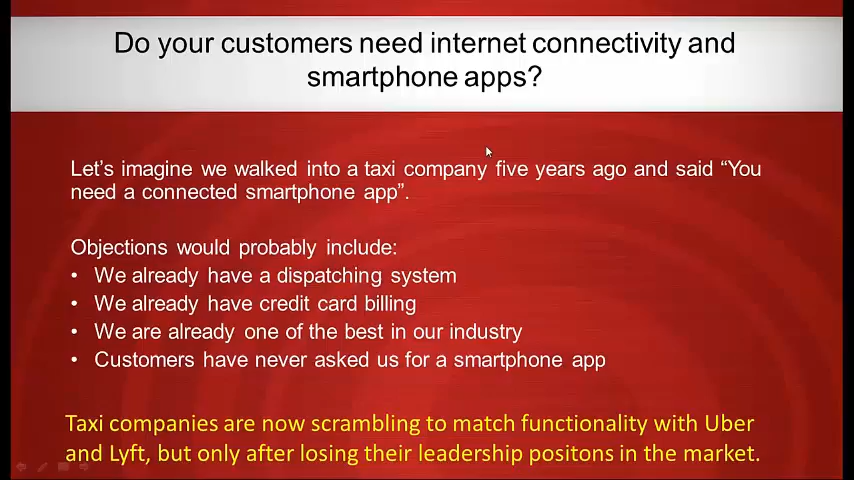 Do your customers need internet connectivity and
smartphone apps?
Let's imagine we walked into a taxi company five years ago and said “You
need a connected smartphone app”.
Objections would probably include:
• We already have a dispatching system
• We already have credit card billing
• We are already one of the best in our industry
• Customers have never asked us for a smartphone app
Taxi companies are now scrambling to match functionality with Uber
and Lyft, but only after losing their leadership positons in the market.